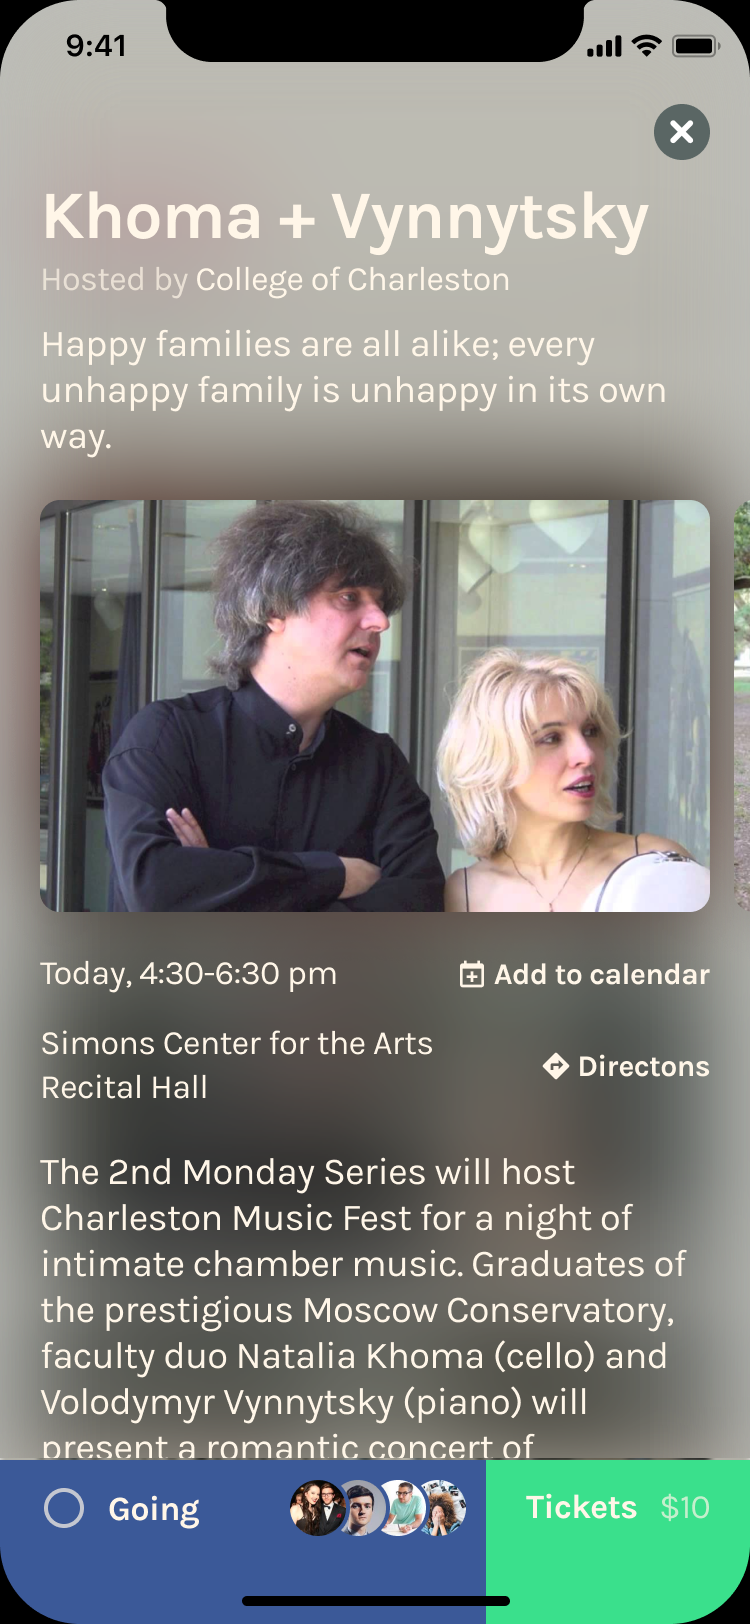 9:41
Khoma + Vynnytsky
Hosted by College of Charleston
Happy families are all alike; every
unhappy family is unhappy in its own
way.
Today, 4:30-6:30 pm
Add to calendar
Simons Center for the Arts
Recital Hall
Directons
The 2nd Monday Series will host
Charleston Music Fest for a night of
intimate chamber music. Graduates of
the prestigious Moscow Conservatory,
faculty duo Natalia Khoma (cello) and
Volodymyr Vynnytsky (piano) will
present a romantic concert of
Going
Tickets $10